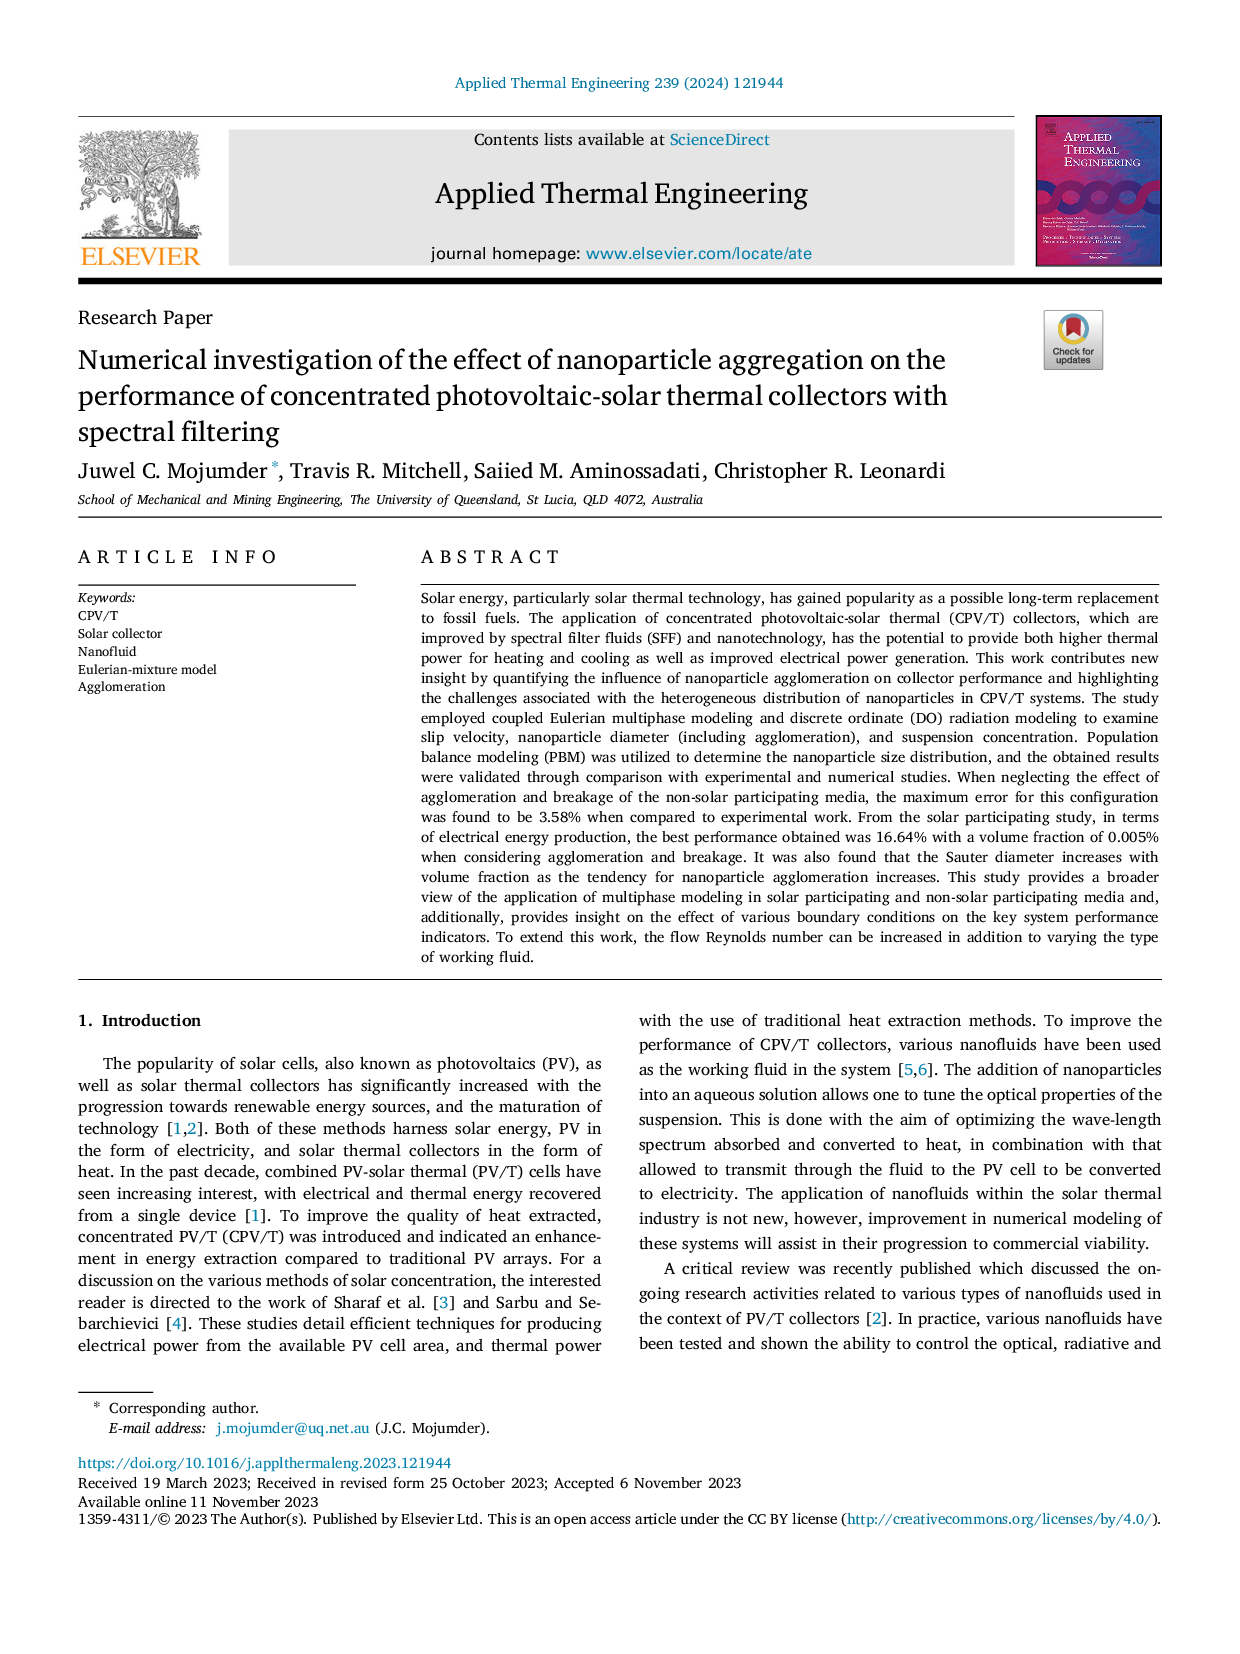 Applied Thermal Engineering 239 (2024) 121944
Contents lists available at ScienceDirect
Applied Thermal Engineering
journal homepage: www.elsevier.com/locate/ate
ELSEVIER
APPLIED
THERMAL
ENGINEERING
Research Paper
Check for
updates
Numerical investigation of the effect of nanoparticle aggregation on the
performance of concentrated photovoltaic-solar thermal collectors with
spectral filtering
Juwel C. Mojumder *, Travis R. Mitchell, Saiied M. Aminossadati, Christopher R. Leonardi
School of Mechanical and Mining Engineering, The University of Queensland, St Lucia, QLD 4072, Australia
ARTICLE INFO
Keywords:
CPV/T
Solar collector
Nanofluid
Eulerian-mixture model
Agglomeration
ABSTRACT
Solar energy, particularly solar thermal technology, has gained popularity as a possible long-term replacement
to fossil fuels. The application of concentrated photovoltaic-solar thermal (CPV/T) collectors, which are
improved by spectral filter fluids (SFF) and nanotechnology, has the potential to provide both higher thermal
power for heating and cooling as well as improved electrical power generation. This work contributes new
insight by quantifying the influence of nanoparticle agglomeration on collector performance and highlighting
the challenges associated with the heterogeneous distribution of nanoparticles in CPV/T systems. The study
employed coupled Eulerian multiphase modeling and discrete ordinate (DO) radiation modeling to examine
slip velocity, nanoparticle diameter (including agglomeration), and suspension concentration. Population
balance modeling (PBM) was utilized to determine the nanoparticle size distribution, and the obtained results
were validated through comparison with experimental and numerical studies. When neglecting the effect of
agglomeration and breakage of the non-solar participating media, the maximum error for this configuration
was found to be 3.58% when compared to experimental work. From the solar participating study, in terms
of electrical energy production, the best performance obtained was 16.64% with a volume fraction of 0.005%
when considering agglomeration and breakage. It was also found that the Sauter diameter increases with
volume fraction as the tendency for nanoparticle agglomeration increases. This study provides a broader
view of the application of multiphase modeling in solar participating and non-solar participating media and,
additionally, provides insight on the effect of various boundary conditions on the key system performance
indicators. To extend this work, the flow Reynolds number can be increased in addition to varying the type
of working fluid.
1. Introduction
The popularity of solar cells, also known as photovoltaics (PV), as
well as solar thermal collectors has significantly increased with the
progression towards renewable energy sources, and the maturation of
technology [1,2]. Both of these methods harness solar energy, PV in
the form of electricity, and solar thermal collectors in the form of
heat. In the past decade, combined PV-solar thermal (PV/T) cells have
seen increasing interest, with electrical and thermal energy recovered
from a single device [1]. To improve the quality of heat extracted,
concentrated PV/T (CPV/T) was introduced and indicated an enhance-
ment in energy extraction compared to traditional PV arrays. For a
discussion on the various methods of solar concentration, the interested
reader is directed to the work of Sharaf et al. [3] and Sarbu and Se-
barchievici [4]. These studies detail efficient techniques for producing
electrical power from the available PV cell area, and thermal power
with the use of traditional heat extraction methods. To improve the
performance of CPV/T collectors, various nanofluids have been used
as the working fluid in the system [5,6]. The addition of nanoparticles
into an aqueous solution allows one to tune the optical properties of the
suspension. This is done with the aim of optimizing the wave-length
spectrum absorbed and converted to heat, in combination with that
allowed to transmit through the fluid to the PV cell to be converted
to electricity. The application of nanofluids within the solar thermal
industry is not new, however, improvement in numerical modeling of
these systems will assist in their progression to commercial viability.
A critical review was recently published which discussed the on-
going research activities related to various types of nanofluids used in
the context of PV/T collectors [2]. In practice, various nanofluids have
been tested and shown the ability to control the optical, radiative and
* Corresponding author.
E-mail address: j.mojumder@uq.net.au (J.C. Mojumder).
https://doi.org/10.1016/j.applthermaleng.2023.121944
Received 19 March 2023; Received in revised form 25 October 2023; Accepted 6 November 2023
Available online 11 November 2023
1359-4311/© 2023 The Author(s). Published by Elsevier Ltd. This is an open access article under the CC BY license (http://creativecommons.org/licenses/by/4.0/).